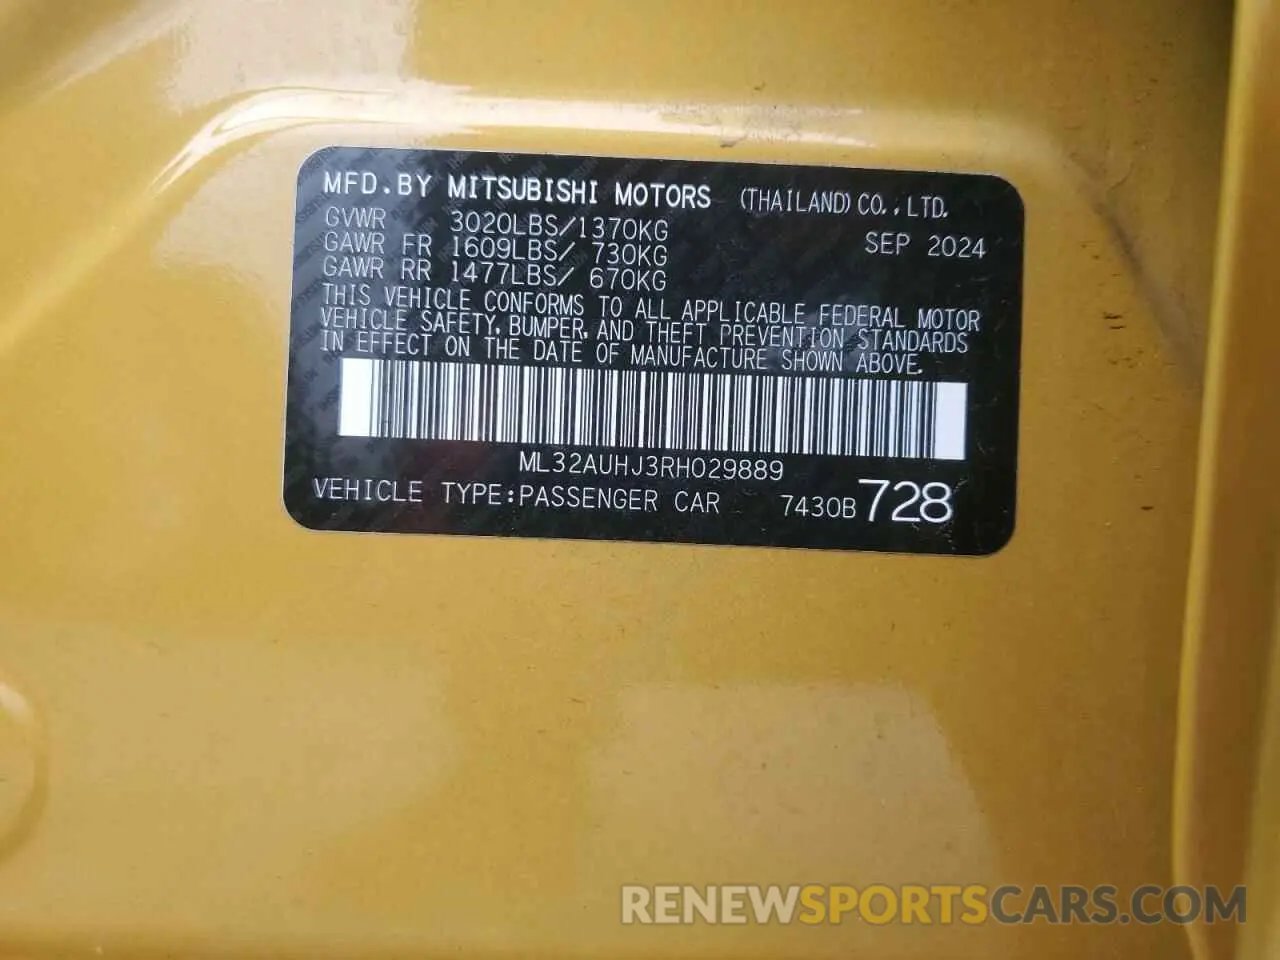 MFD.BY MITSUBISHI MOTORS (THAILAND) CO., LTD.
GVWR 3020LBS/1370KG SEP 2024
GAWR FR 1609LBS/ 730KG
GAWR RR 1477LBS/ 670KG
THIS VEHICLE CONFORMS TO ALL APPLICABLE FEDERAL MOTOR
VEHICLE SAFETY, BUMPER, AND THEFT PREVENTION STANDARDS
IN EFFECT ON THE DATE OF MANUFACTURE SHOWN ABOVE.
ML32AUHJ3RH029889
VEHICLE TYPE:PASSENGER CAR 7430B 728
RENEWSPORTSCARS.COM